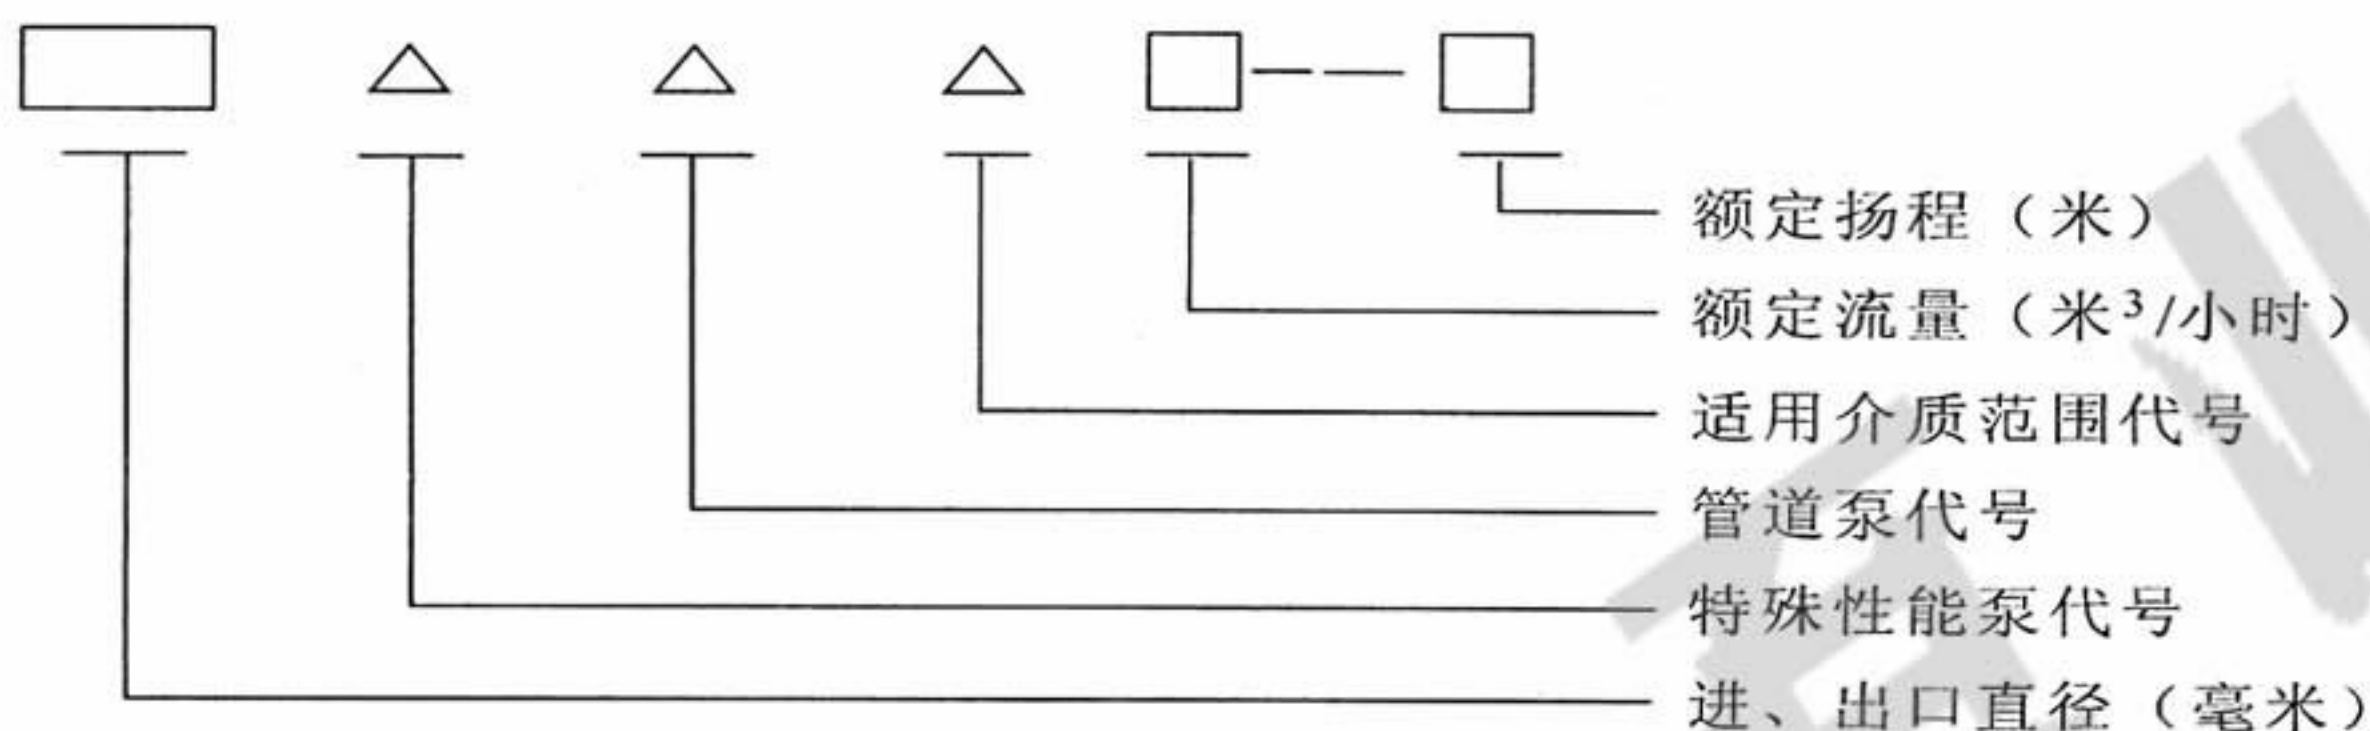 额定扬程（米）
额定流量（米³/小时）
适用介质范围代号
管道泵代号
特殊性能泵代号
进、出口直径（毫米）